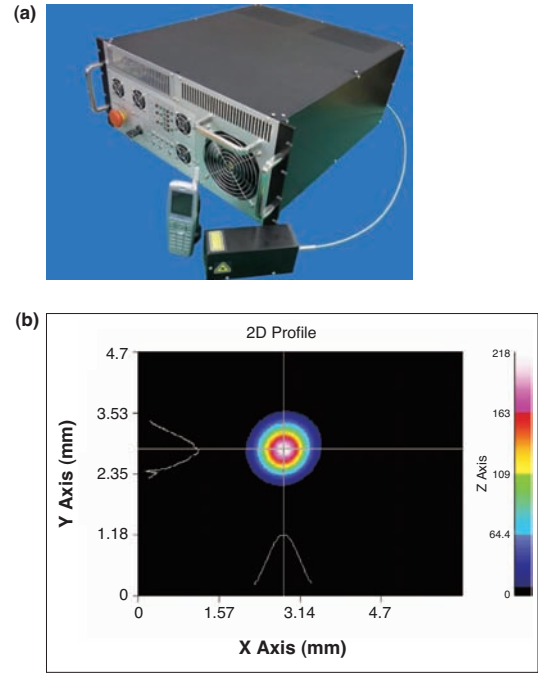 (a)
(b)
2D Profile
4.7
3.53
2.35
1.18
0
Y Axis (mm)
0
1.57
3.14
4.7
X Axis (mm)
218
163
109
64.4
0
Z Axis